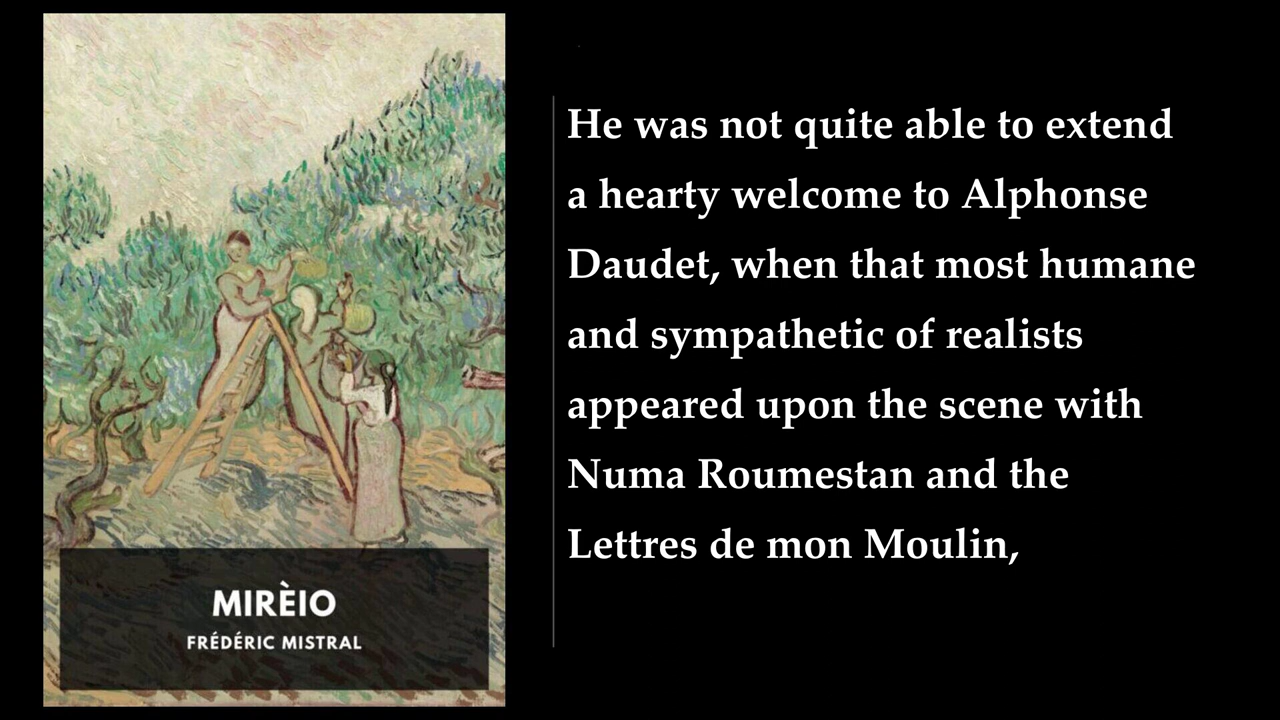 MIRÈIO
FRÉDÉRIC MISTRAL
He was not quite able to extend
a hearty welcome to Alphonse
Daudet, when that most humane
and sympathetic of realists
appeared upon the scene with
Numa Roumestan and the
Lettres de mon Moulin,